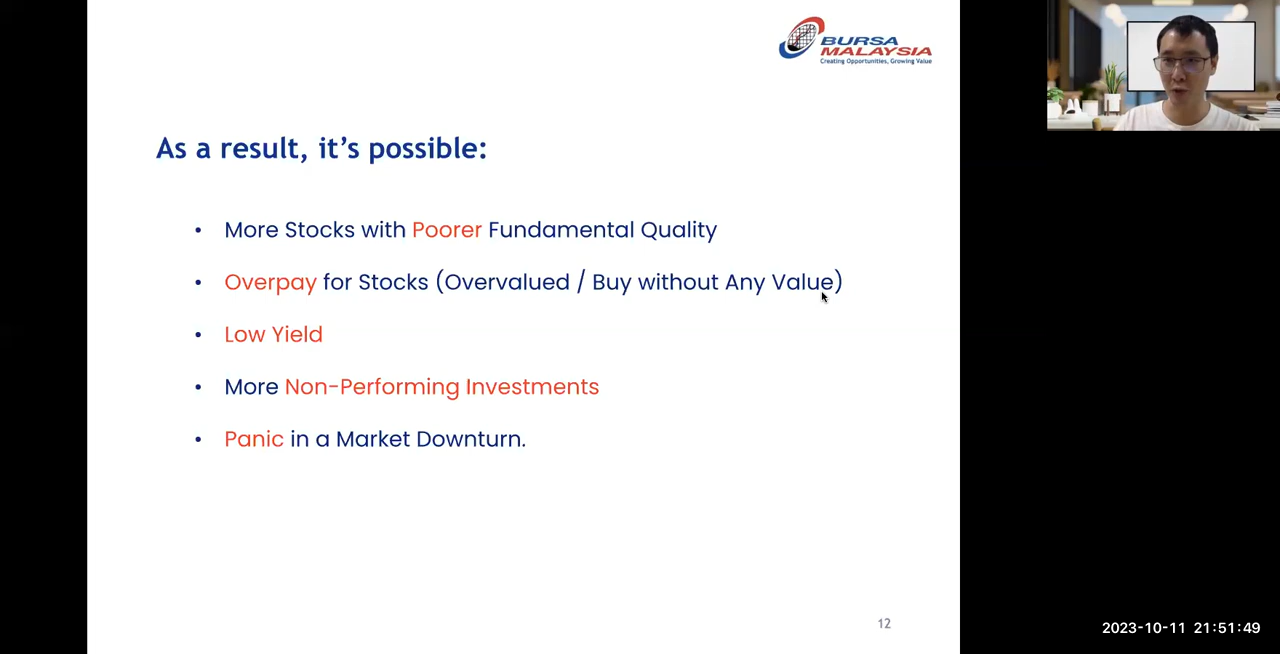 BURSA
MALAYSIA
Creating Opportunities, Growing Value
As a result, it's possible:
• More Stocks with Poorer Fundamental Quality
• Overpay for Stocks (Overvalued / Buy without Any Value)
• Low Yield
• More Non-Performing Investments
• Panic in a Market Downturn.
12
2023-10-11 21:51:49